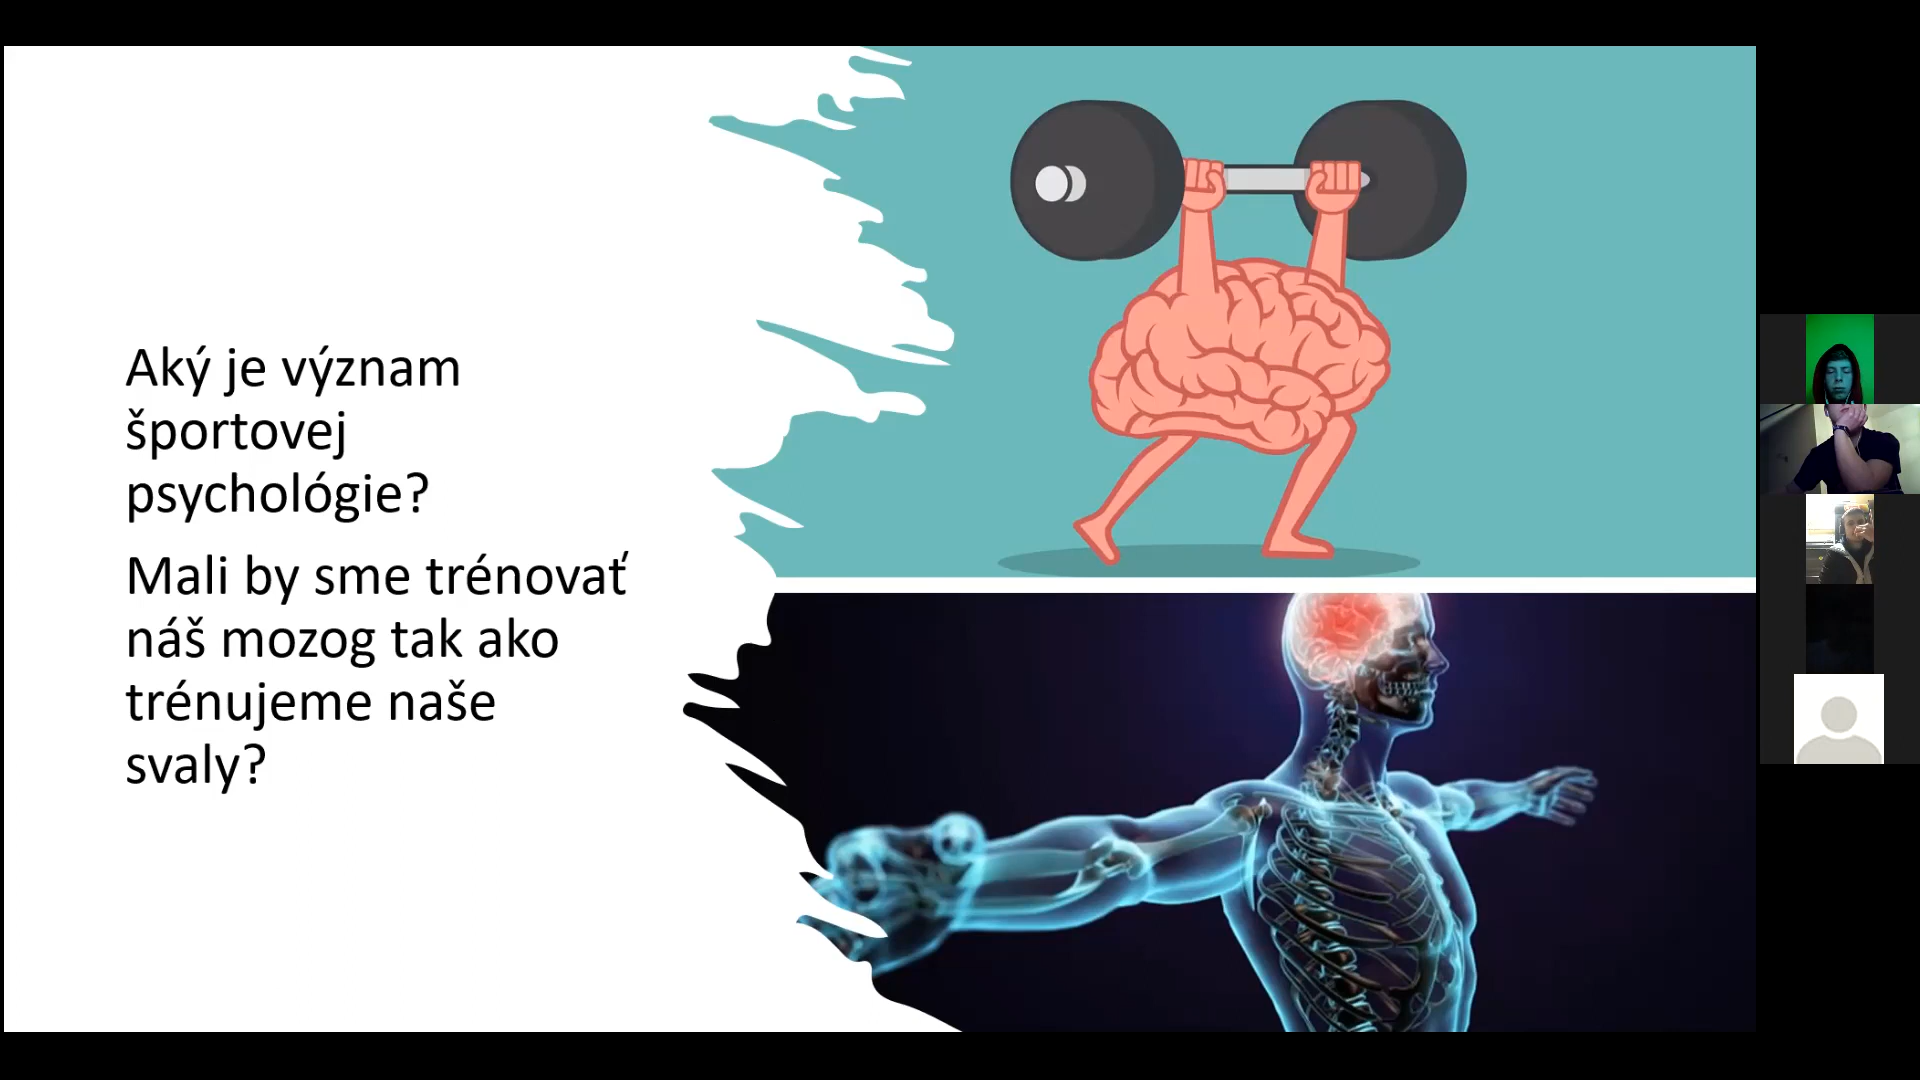 Aký je význam
športovej
psychológie?
Mali by sme trénovať
náš mozog tak ako
trénujeme naše
svaly?